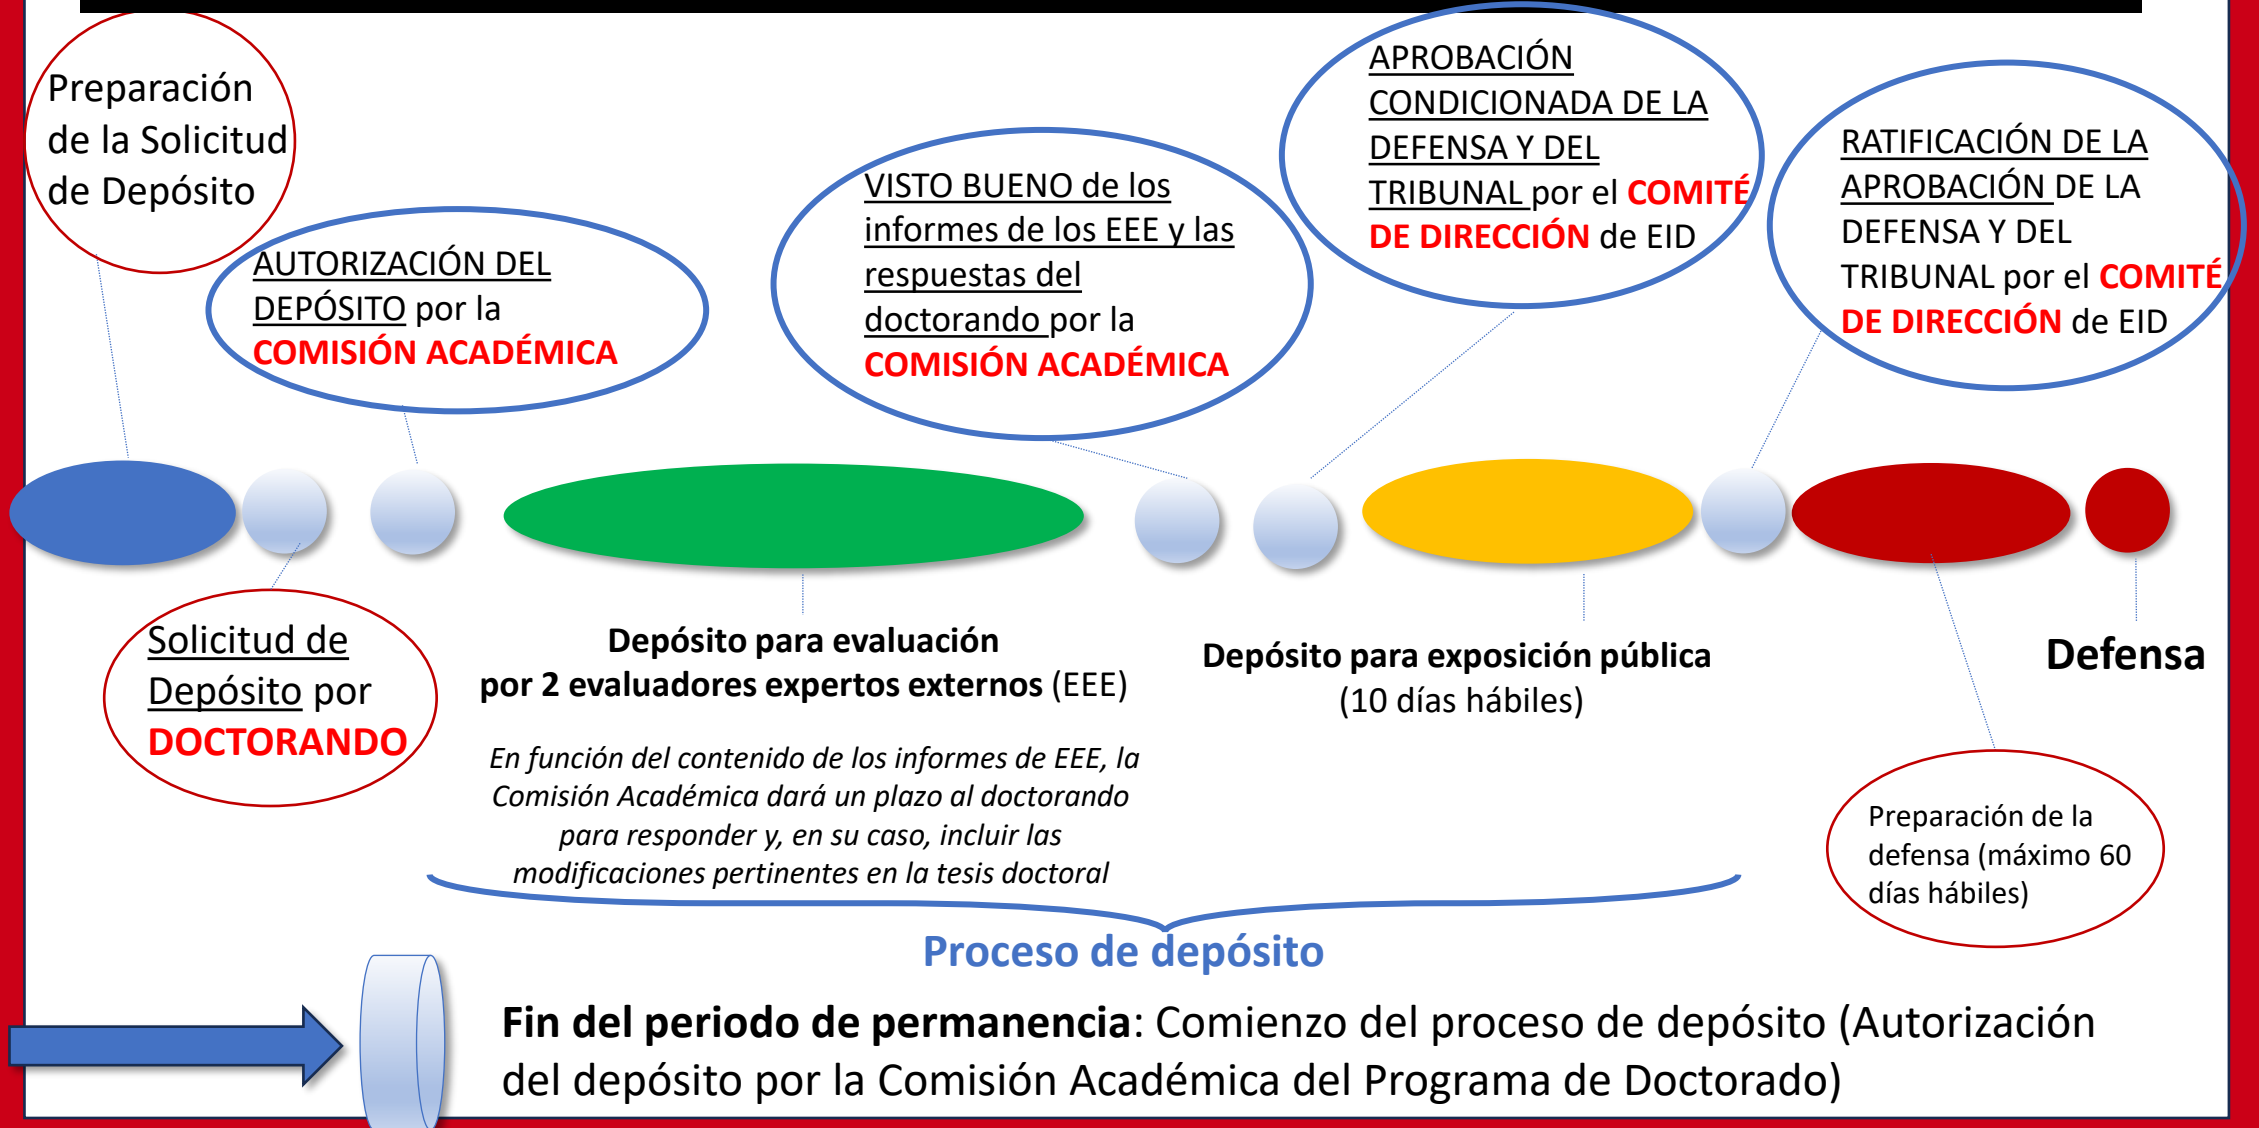 Preparación
de la Solicitud
de Depósito
AUTORIZACIÓN DEL
DEPÓSITO por la
COMISIÓN ACADÉMICA
VISTO BUENO de los
informes de los EEE y las
respuestas del
doctorando por la
COMISIÓN ACADÉMICA
APROBACIÓN
CONDICIONADA DE LA
DEFENSA Y DEL
TRIBUNAL por el COMITÉ
DE DIRECCIÓN de EID
RATIFICACIÓN DE LA
APROBACIÓN DE LA
DEFENSA Y DEL
TRIBUNAL por el COMITÉ
DE DIRECCIÓN de EID
Solicitud de
Depósito por
DOCTORANDO
Depósito para evaluación
por 2 evaluadores expertos externos (EEE)
En función del contenido de los informes de EEE, la
Comisión Académica dará un plazo al doctorando
para responder y, en su caso, incluir las
modificaciones pertinentes en la tesis doctoral
Depósito para exposición pública
(10 días hábiles)
Defensa
Preparación de la
defensa (máximo 60
días hábiles)
Proceso de depósito
Fin del periodo de permanencia: Comienzo del proceso de depósito (Autorización
del depósito por la Comisión Académica del Programa de Doctorado)